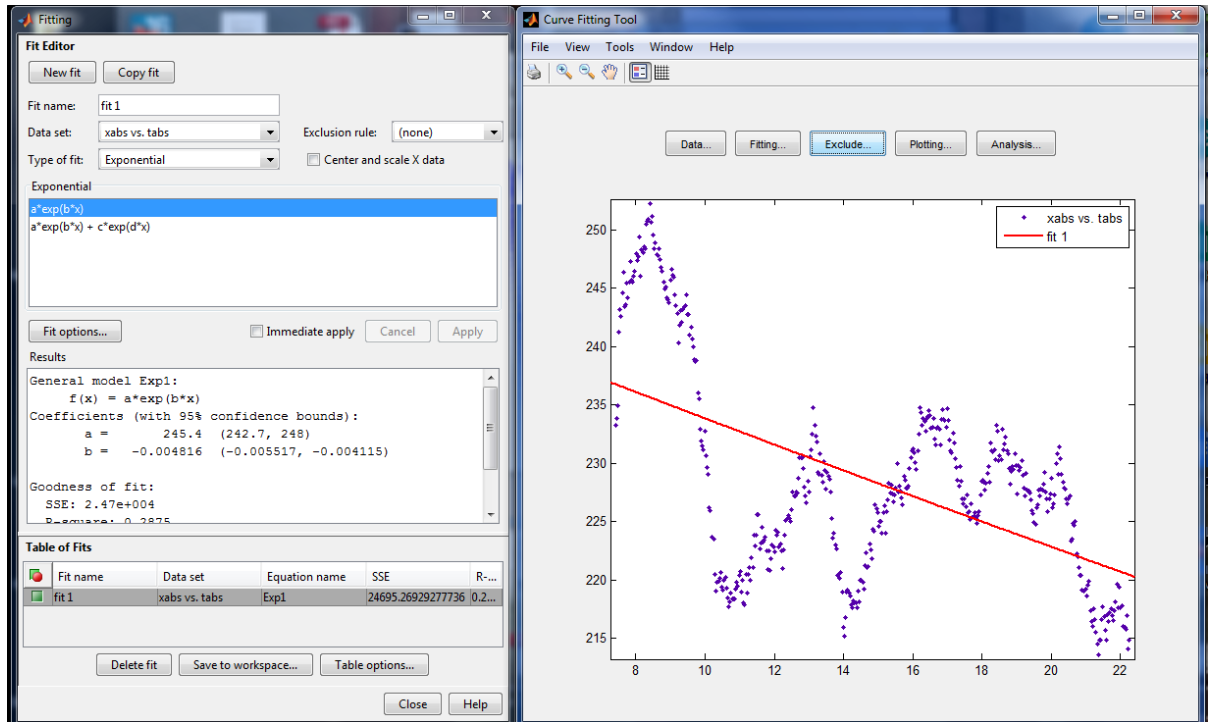 Fitting
Fit Editor
New fit Copy fit
Fit name: fit 1
Data set: xabs vs. tabs Exclusion rule: (none)
Type of fit: Exponential Center and scale X data
Exponential
a*exp(b*x)
a*exp(b*x) + c*exp(d*x)
Fit options... Immediate apply Cancel Apply
Results
General model Exp1:
f(x) = a*exp(b*x)
Coefficients (with 95% confidence bounds):
a = 245.4 (242.7, 248)
b = -0.004816 (-0.005517, -0.004115)
Goodness of fit:
SSE: 2.47e+004
R-square: 0.2875
Table of Fits
Fit name Data set Equation name SSE R-...
fit 1 xabs vs. tabs Exp1 24695.26929277736 0.2...
Delete fit Save to workspace... Table options...
Close Help
Curve Fitting Tool
File View Tools Window Help
Data... Fitting... Exclude... Plotting... Analysis...
xabs vs. tabs
fit 1
250
245
240
235
230
225
220
215
8 10 12 14 16 18 20 22